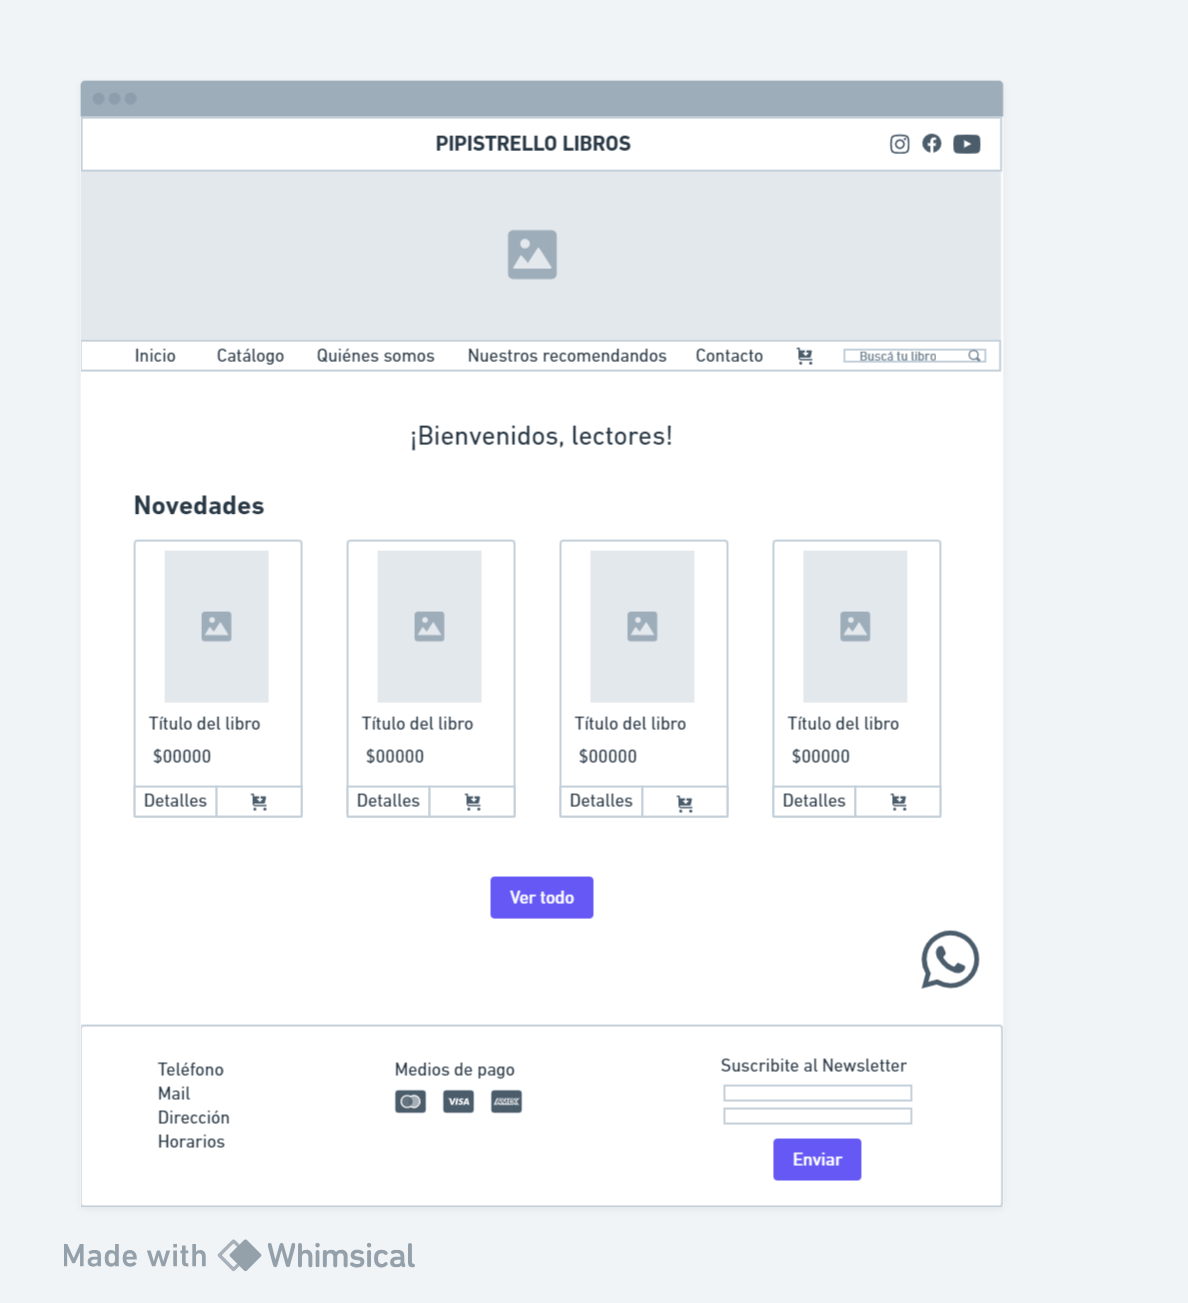 PIPISTRELLO LIBROS
Inicio Catálogo Quiénes somos Nuestros recomendandos Contacto Buscá tu libro
¡Bienvenidos, lectores!
Novedades
Título del libro Título del libro Título del libro Título del libro
$00000 $00000 $00000 $00000
Detalles Detalles Detalles Detalles
Ver todo
Teléfono
Mail
Dirección
Horarios
Medios de pago
VISA
AMEX
Suscribite al Newsletter
Enviar
Made with Whimsical